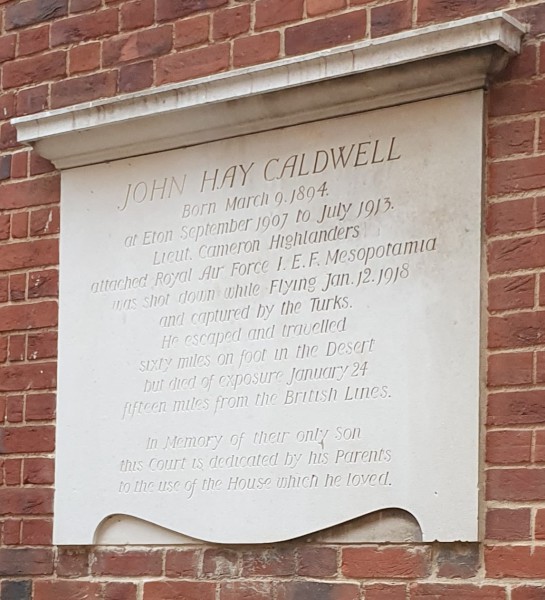 JOHN HAY CALDWELL
Born March 9. 1894.
at Eton September 1907 to July 1913.
Lieut. Cameron Highlanders
attached Royal Air Force I. E. F. Mesopotamia
was shot down while Flying Jan. 12. 1918
and captured by the Turks.
He escaped and travelled
sixty miles on foot in the Desert
but died of exposure January 24
fifteen miles from the British Lines.
In Memory of their only Son
this Court is dedicated by his Parents
to the use of the House which he loved.